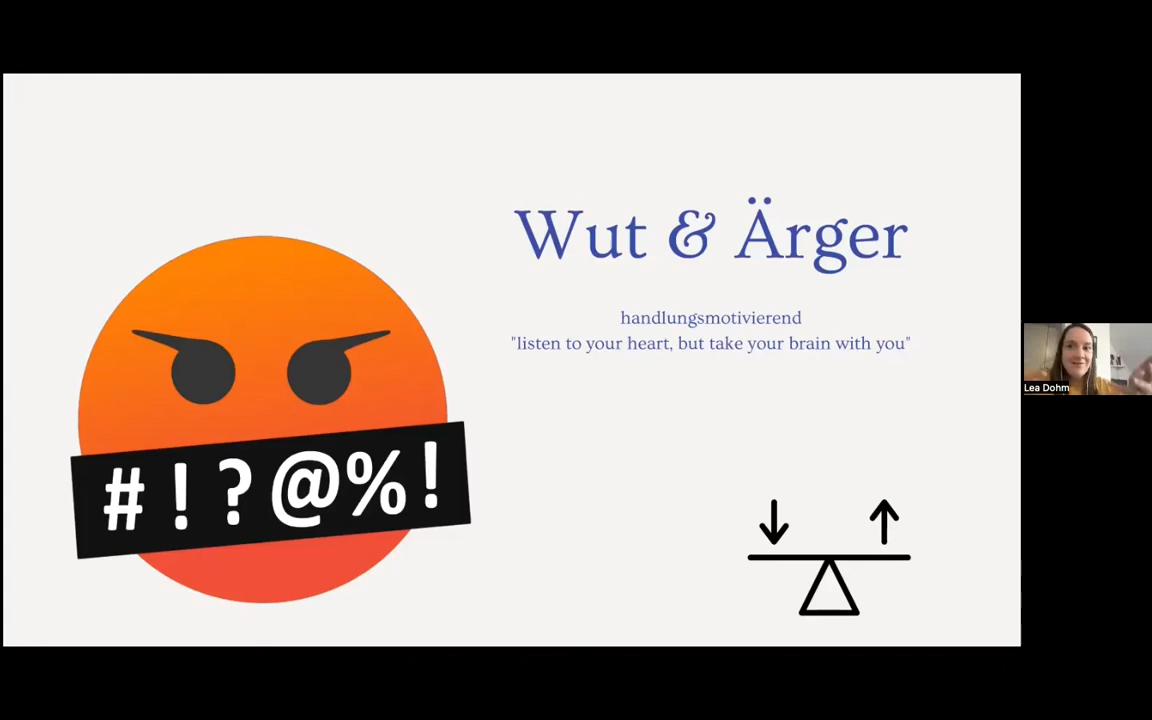 Wut & Ärger
handlungsmotivierend
"listen to your heart, but take your brain with you"
#!?@%!
Lea Dohm